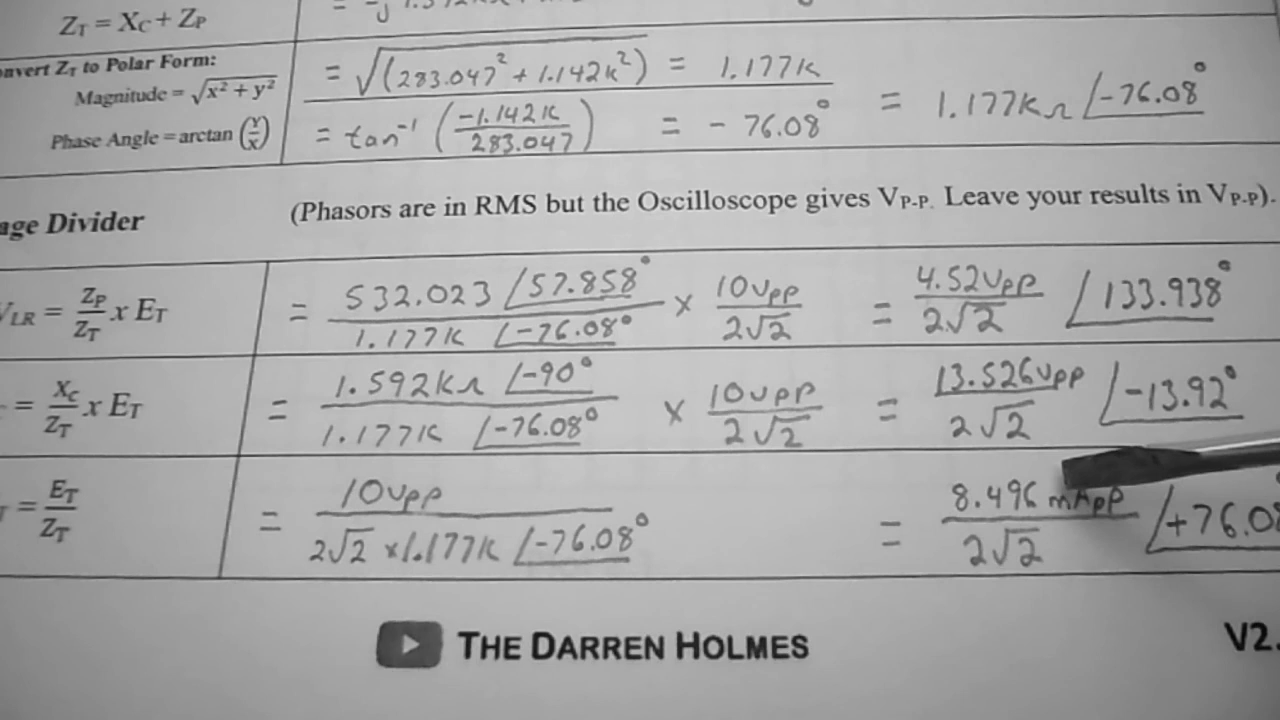 Z_T = X_C + Z_P
Convert Z_T to Polar Form:
Magnitude = √(x² + y²)
= √(283.047² + 1.142k²) = 1.177k
Phase Angle = arctan (y/x)
= tan⁻¹ (-1.142k / 283.047) = -76.08°
= 1.177kΩ ∠-76.08°
age Divider (Phasors are in RMS but the Oscilloscope gives V_P-P. Leave your results in V_P-P).
V_LR = Z_P/Z_T x E_T = 532.023 ∠57.858° / 1.177k ∠-76.08° × 10Vpp / 2√2 = 4.52Vpp / 2√2 ∠133.938°
= X_C/Z_T x E_T = 1.592kΩ ∠-90° / 1.177k ∠-76.08° × 10Vpp / 2√2 = 13.526Vpp / 2√2 ∠-13.92°
T = E_T/Z_T = 10Vpp / 2√2 × 1.177k ∠-76.08° = 8.496 mApp / 2√2 ∠+76.08
THE DARREN HOLMES
V2.